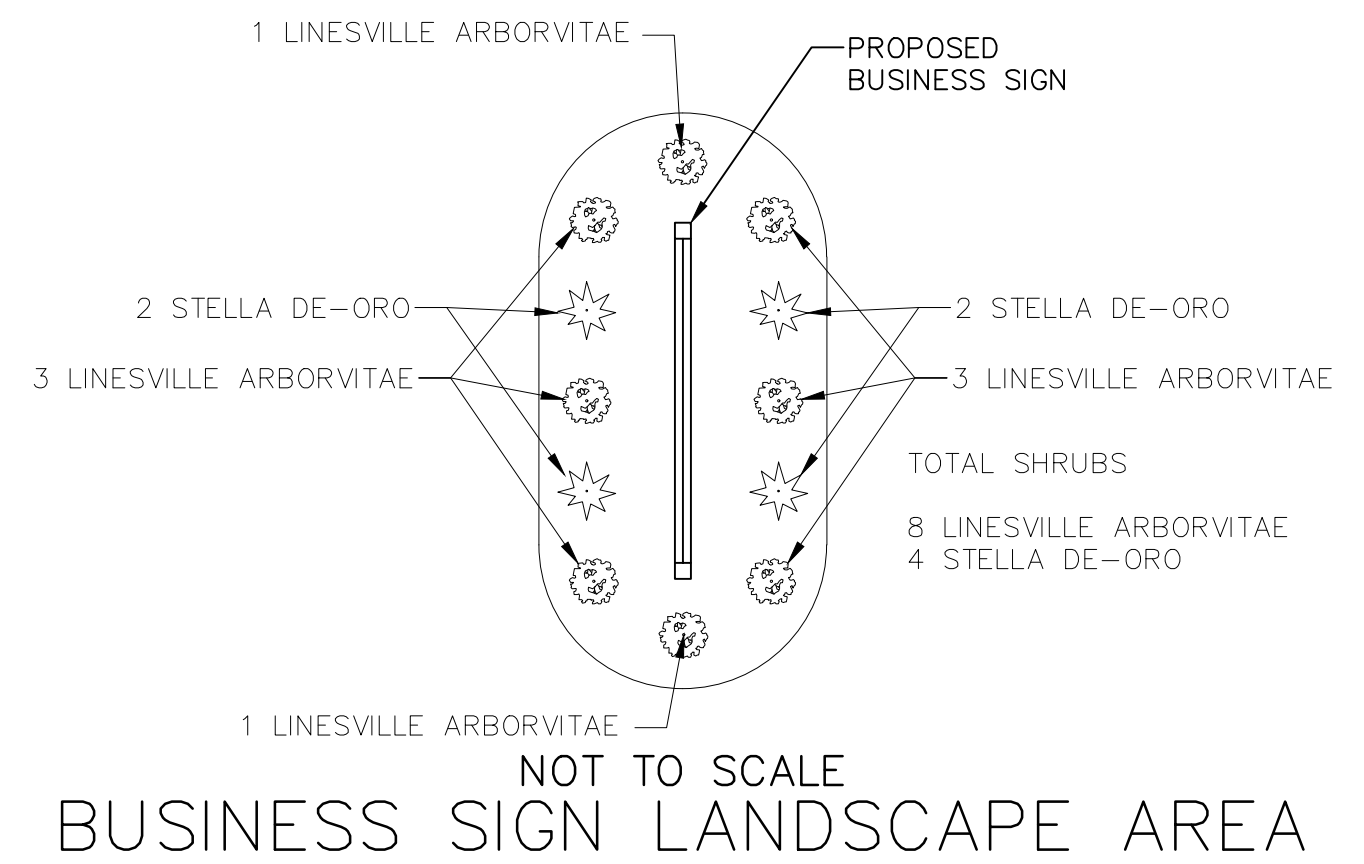 1 LINESVILLE ARBORVITAE
PROPOSED
BUSINESS SIGN
2 STELLA DE-ORO
2 STELLA DE-ORO
3 LINESVILLE ARBORVITAE
3 LINESVILLE ARBORVITAE
TOTAL SHRUBS
8 LINESVILLE ARBORVITAE
4 STELLA DE-ORO
1 LINESVILLE ARBORVITAE
NOT TO SCALE
BUSINESS SIGN LANDSCAPE AREA